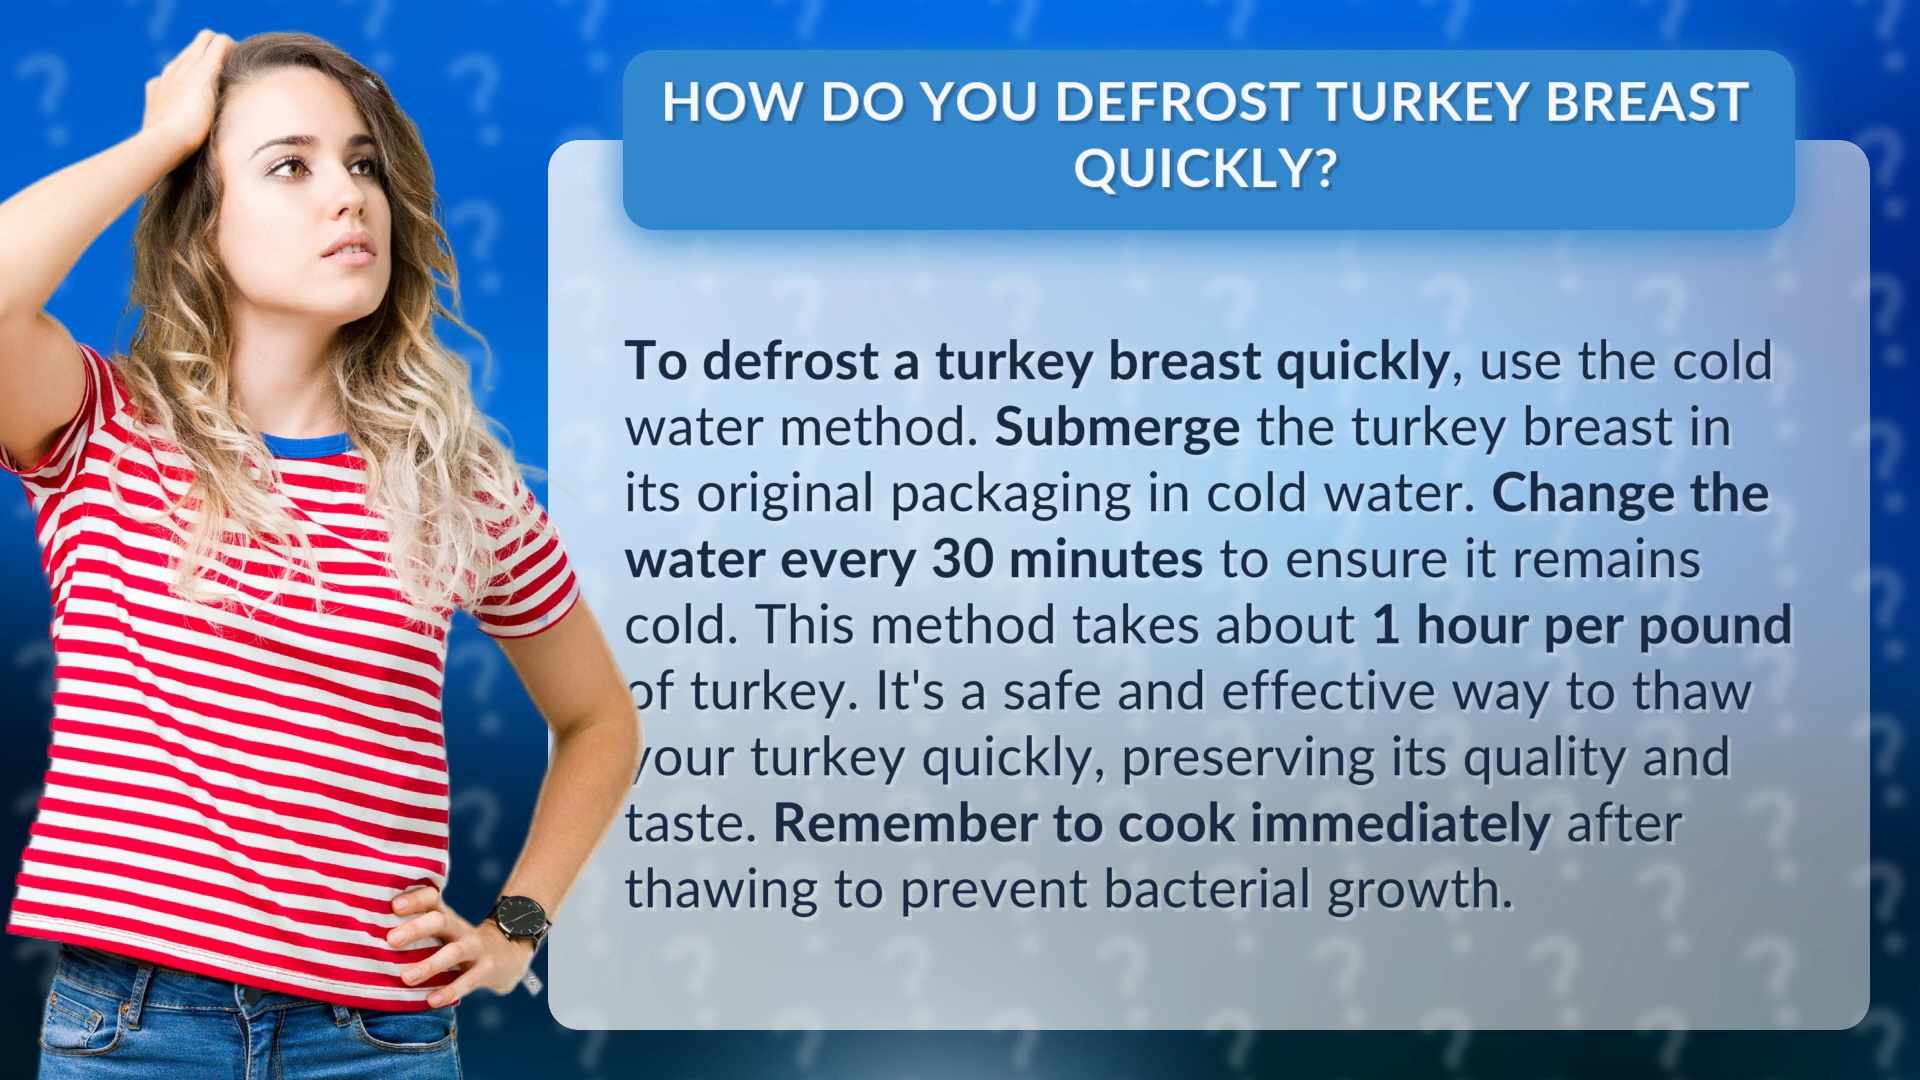 HOW DO YOU DEFROST TURKEY BREAST
QUICKLY?
To defrost a turkey breast quickly, use the cold
water method. Submerge the turkey breast in
its original packaging in cold water. Change the
water every 30 minutes to ensure it remains
cold. This method takes about 1 hour per pound
of turkey. It's a safe and effective way to thaw
your turkey quickly, preserving its quality and
taste. Remember to cook immediately after
thawing to prevent bacterial growth.